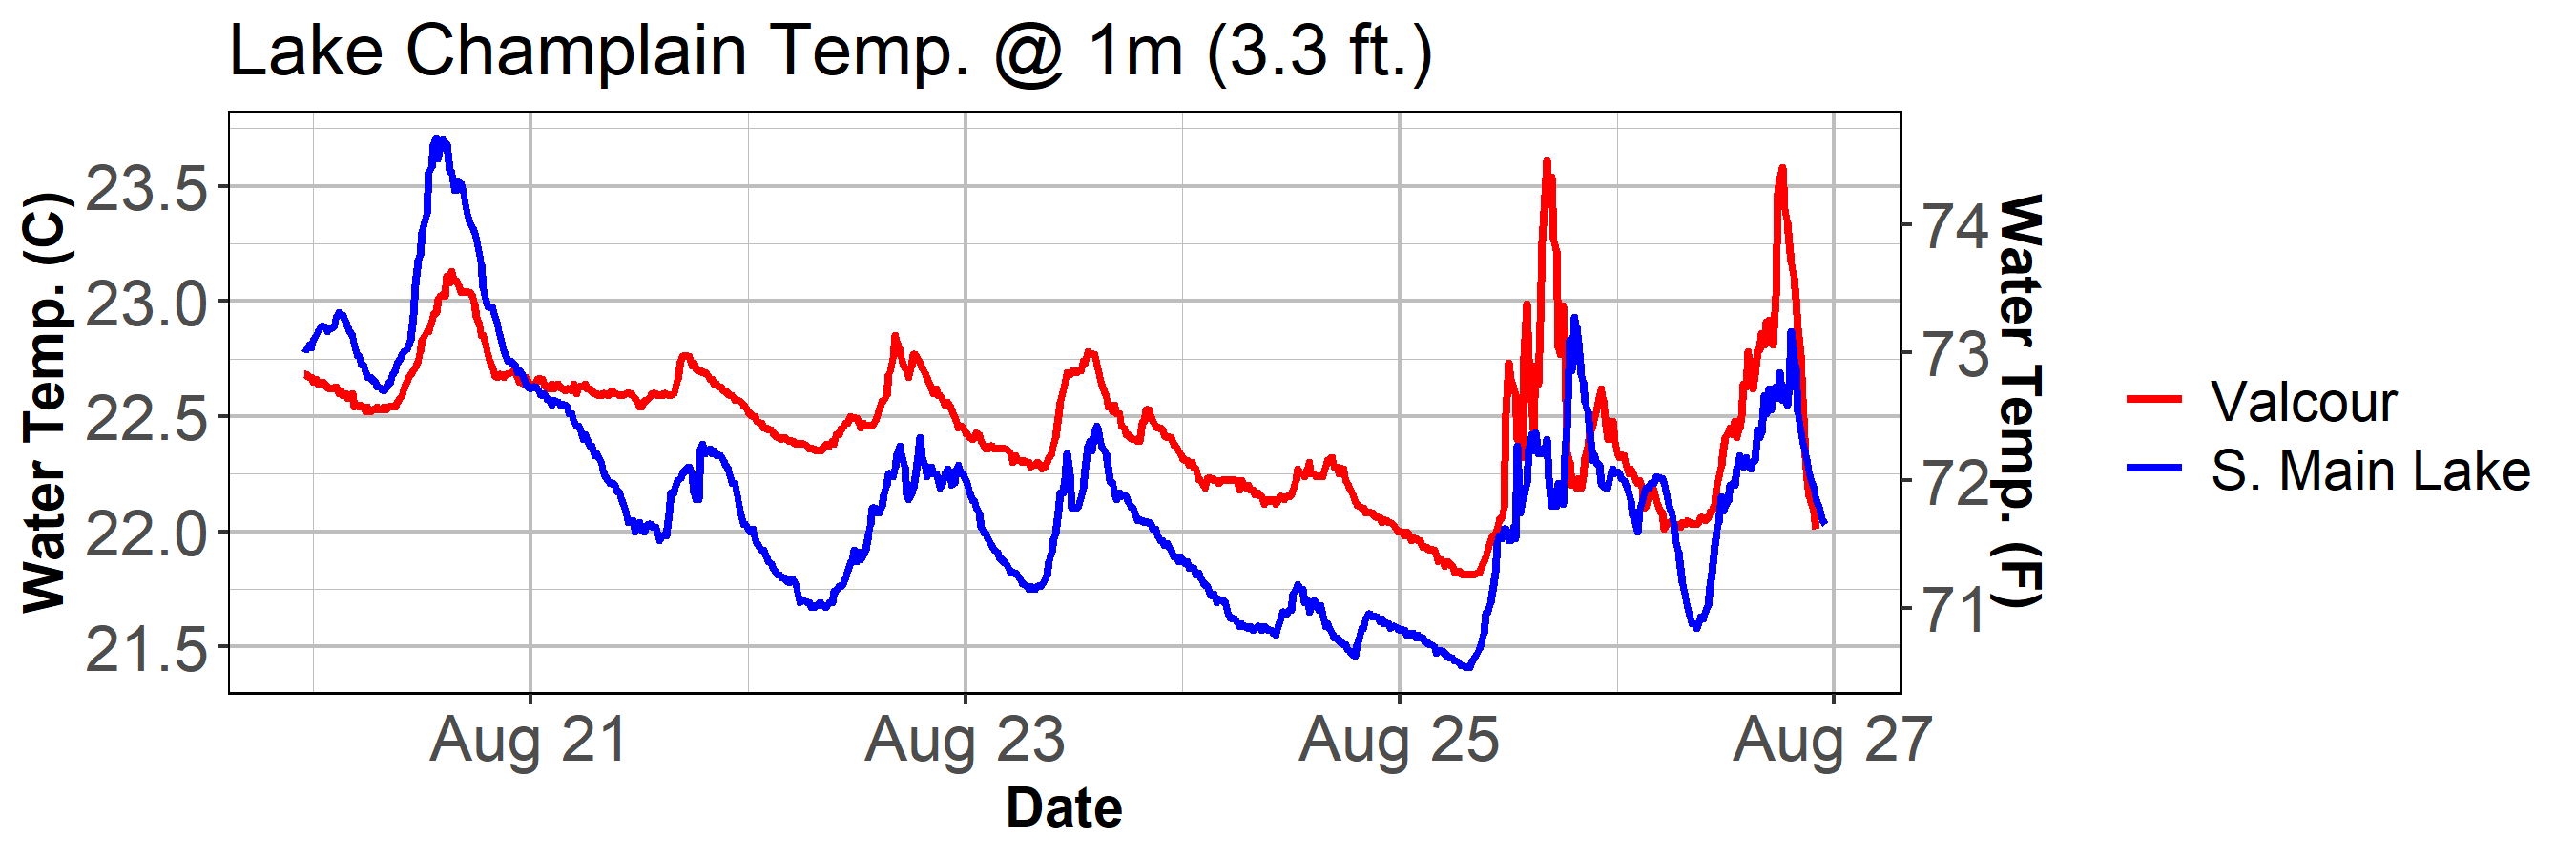 Lake Champlain Temp. @ 1m (3.3 ft.)
Water Temp. (C)
23.5
23.0
22.5
22.0
21.5
74
73
72
71
Water Temp. (F)
Aug 21
Aug 23
Aug 25
Aug 27
Date
Valcour
S. Main Lake